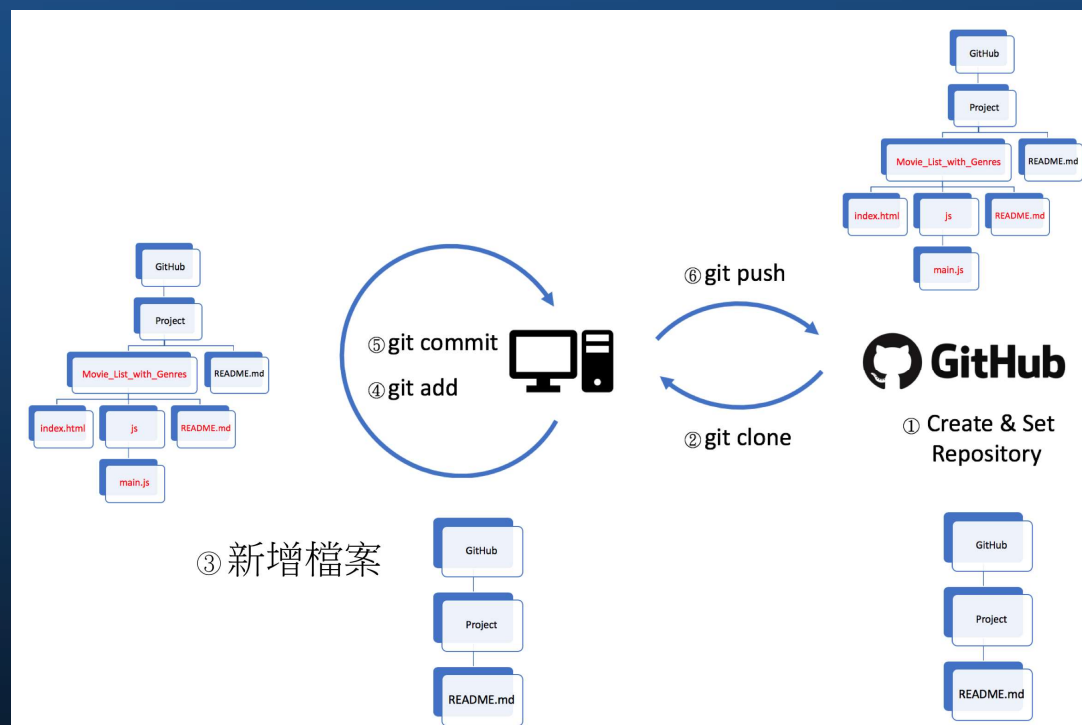 GitHub
Project
Movie_List_with_Genres
README.md
index.html
js
README.md
main.js
GitHub
Project
Movie_List_with_Genres
README.md
index.html
js
README.md
main.js
⑤git commit
④git add
⑥git push
②git clone
GitHub
① Create & Set
Repository
③新增檔案
GitHub
Project
README.md
GitHub
Project
README.md